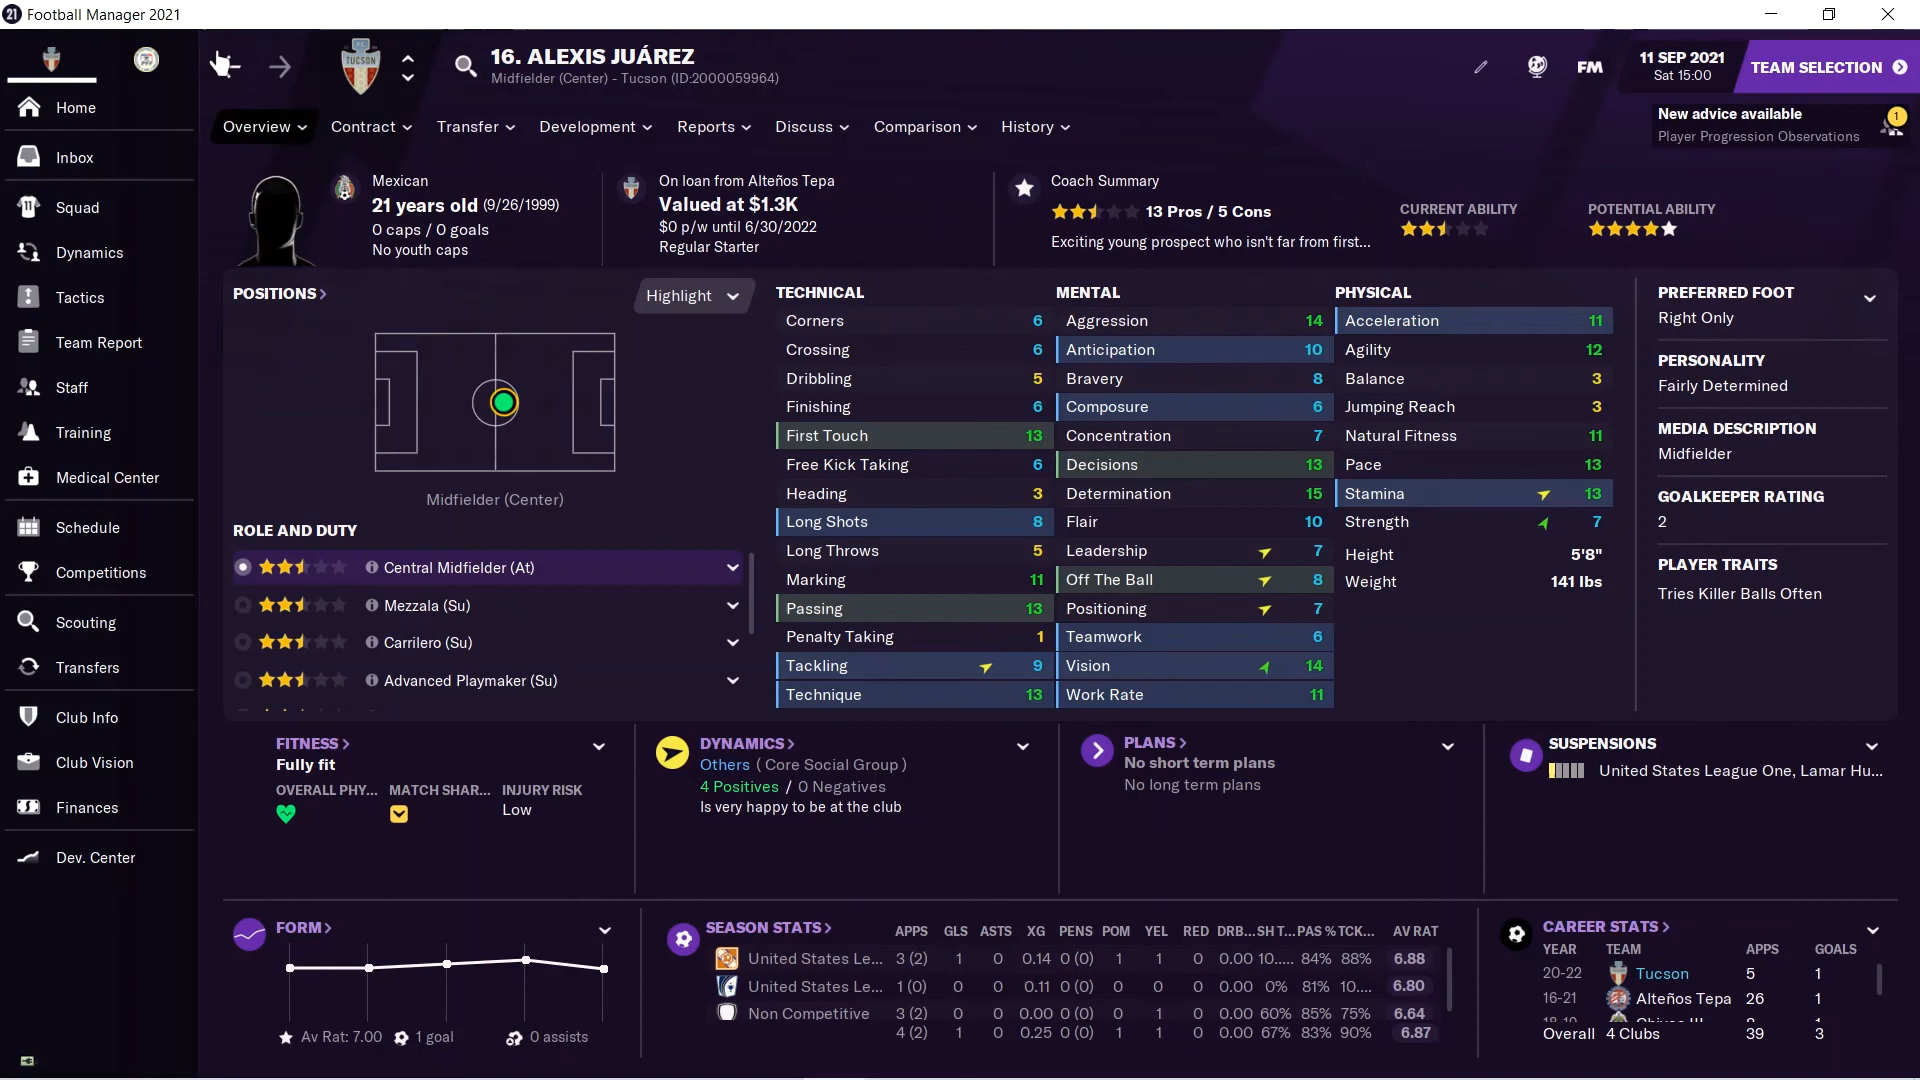 21 Football Manager 2021
16. ALEXIS JUÁREZ
Midfielder (Center) - Tucson (ID:2000059964)
FC TUCSON
FM
11 SEP 2021
Sat 15:00
TEAM SELECTION
Home
Inbox
Squad
Dynamics
Tactics
Team Report
Staff
Training
Medical Center
Schedule
Competitions
Scouting
Transfers
Club Info
Club Vision
Finances
Dev. Center
Overview Contract Transfer Development Reports Discuss Comparison History
New advice available 1
Player Progression Observations
Mexican
21 years old (9/26/1999)
0 caps / 0 goals
No youth caps
On loan from Alteños Tepa
Valued at $1.3K
$0 p/w until 6/30/2022
Regular Starter
Coach Summary
13 Pros / 5 Cons
Exciting young prospect who isn't far from first...
CURRENT ABILITY
POTENTIAL ABILITY
POSITIONS
Highlight
Midfielder (Center)
ROLE AND DUTY
Central Midfielder (At)
Mezzala (Su)
Carrilero (Su)
Advanced Playmaker (Su)
TECHNICAL
Corners 6
Crossing 6
Dribbling 5
Finishing 6
First Touch 13
Free Kick Taking 6
Heading 3
Long Shots 8
Long Throws 5
Marking 11
Passing 13
Penalty Taking 1
Tackling 9
Technique 13
MENTAL
Aggression 14
Anticipation 10
Bravery 8
Composure 6
Concentration 7
Decisions 13
Determination 15
Flair 10
Leadership 7
Off The Ball 8
Positioning 7
Teamwork 6
Vision 14
Work Rate 11
PHYSICAL
Acceleration 11
Agility 12
Balance 3
Jumping Reach 3
Natural Fitness 11
Pace 13
Stamina 13
Strength 7
Height 5'8"
Weight 141 lbs
PREFERRED FOOT
Right Only
PERSONALITY
Fairly Determined
MEDIA DESCRIPTION
Midfielder
GOALKEEPER RATING
2
PLAYER TRAITS
Tries Killer Balls Often
FITNESS
Fully fit
OVERALL PHY... MATCH SHAR... INJURY RISK
Low
DYNAMICS
Others ( Core Social Group )
4 Positives / 0 Negatives
Is very happy to be at the club
PLANS
No short term plans
No long term plans
SUSPENSIONS
United States League One, Lamar Hu...
FORM
Av Rat: 7.00 1 goal 0 assists
SEASON STATS APPS GLS ASTS XG PENS POM YEL RED DRB... SH T... PAS % TCK... AV RAT
United States Le... 3 (2) 1 0 0.14 0 (0) 1 1 0 0.00 10..... 84% 88% 6.88
United States Le... 1 (0) 0 0 0.11 0 (0) 0 0 0 0.00 0% 81% 10.... 6.80
Non Competitive 3 (2) 0 0 0.00 0 (0) 0 1 0 0.00 60% 85% 75% 6.64
4 (2) 1 0 0.25 0 (0) 1 1 0 0.00 67% 83% 90% 6.87
CAREER STATS
YEAR TEAM APPS GOALS
20-22 Tucson 5 1
16-21 Alteños Tepa 26 1
Overall 4 Clubs 39 3